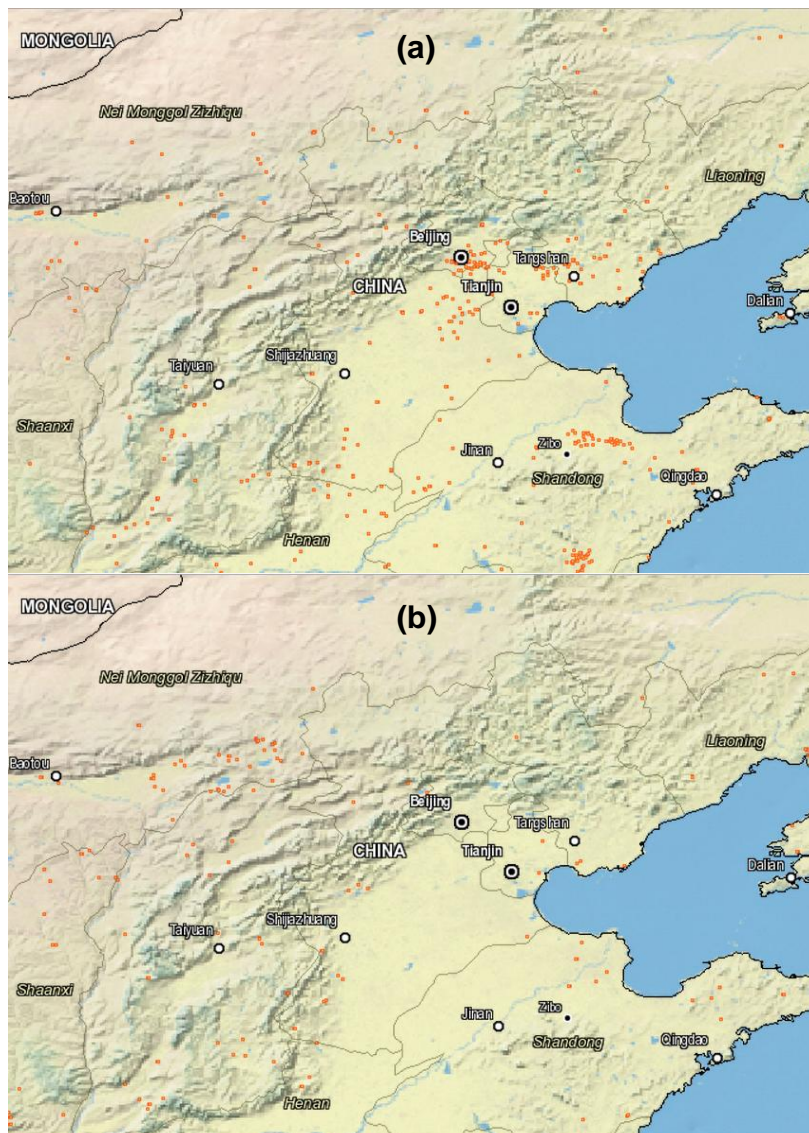 (a)
MONGOLIA
Nei Monggol Zizhiqu
Liaoning
Baotou
Beijing
Tangshan
CHINA
Tianjin
Dalian
Shijiazhuang
Taiyuan
Shaanxi
Jinan
Zibo
Shandong
Qingdao
Henan
(b)
MONGOLIA
Nei Monggol Zizhiqu
Liaoning
Baotou
Beijing
Tangshan
CHINA
Tianjin
Dalian
Shijiazhuang
Taiyuan
Shaanxi
Jinan
Zibo
Shandong
Qingdao
Henan